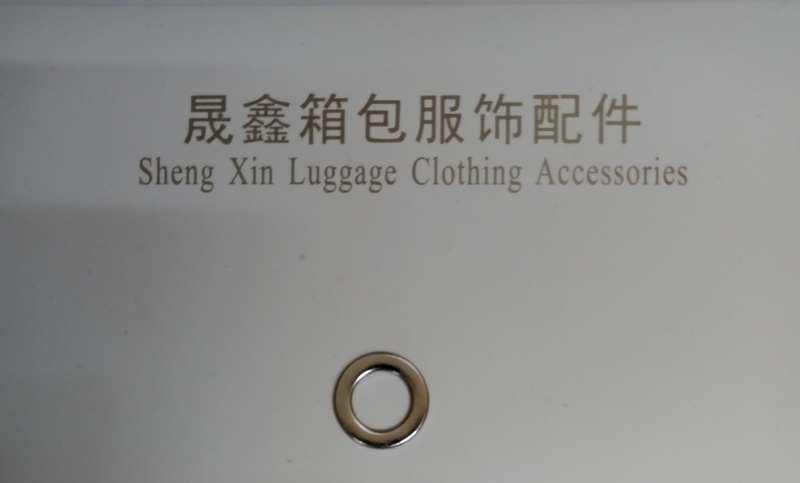 晟鑫箱包服饰配件
Sheng Xin Luggage Clothing Accessories